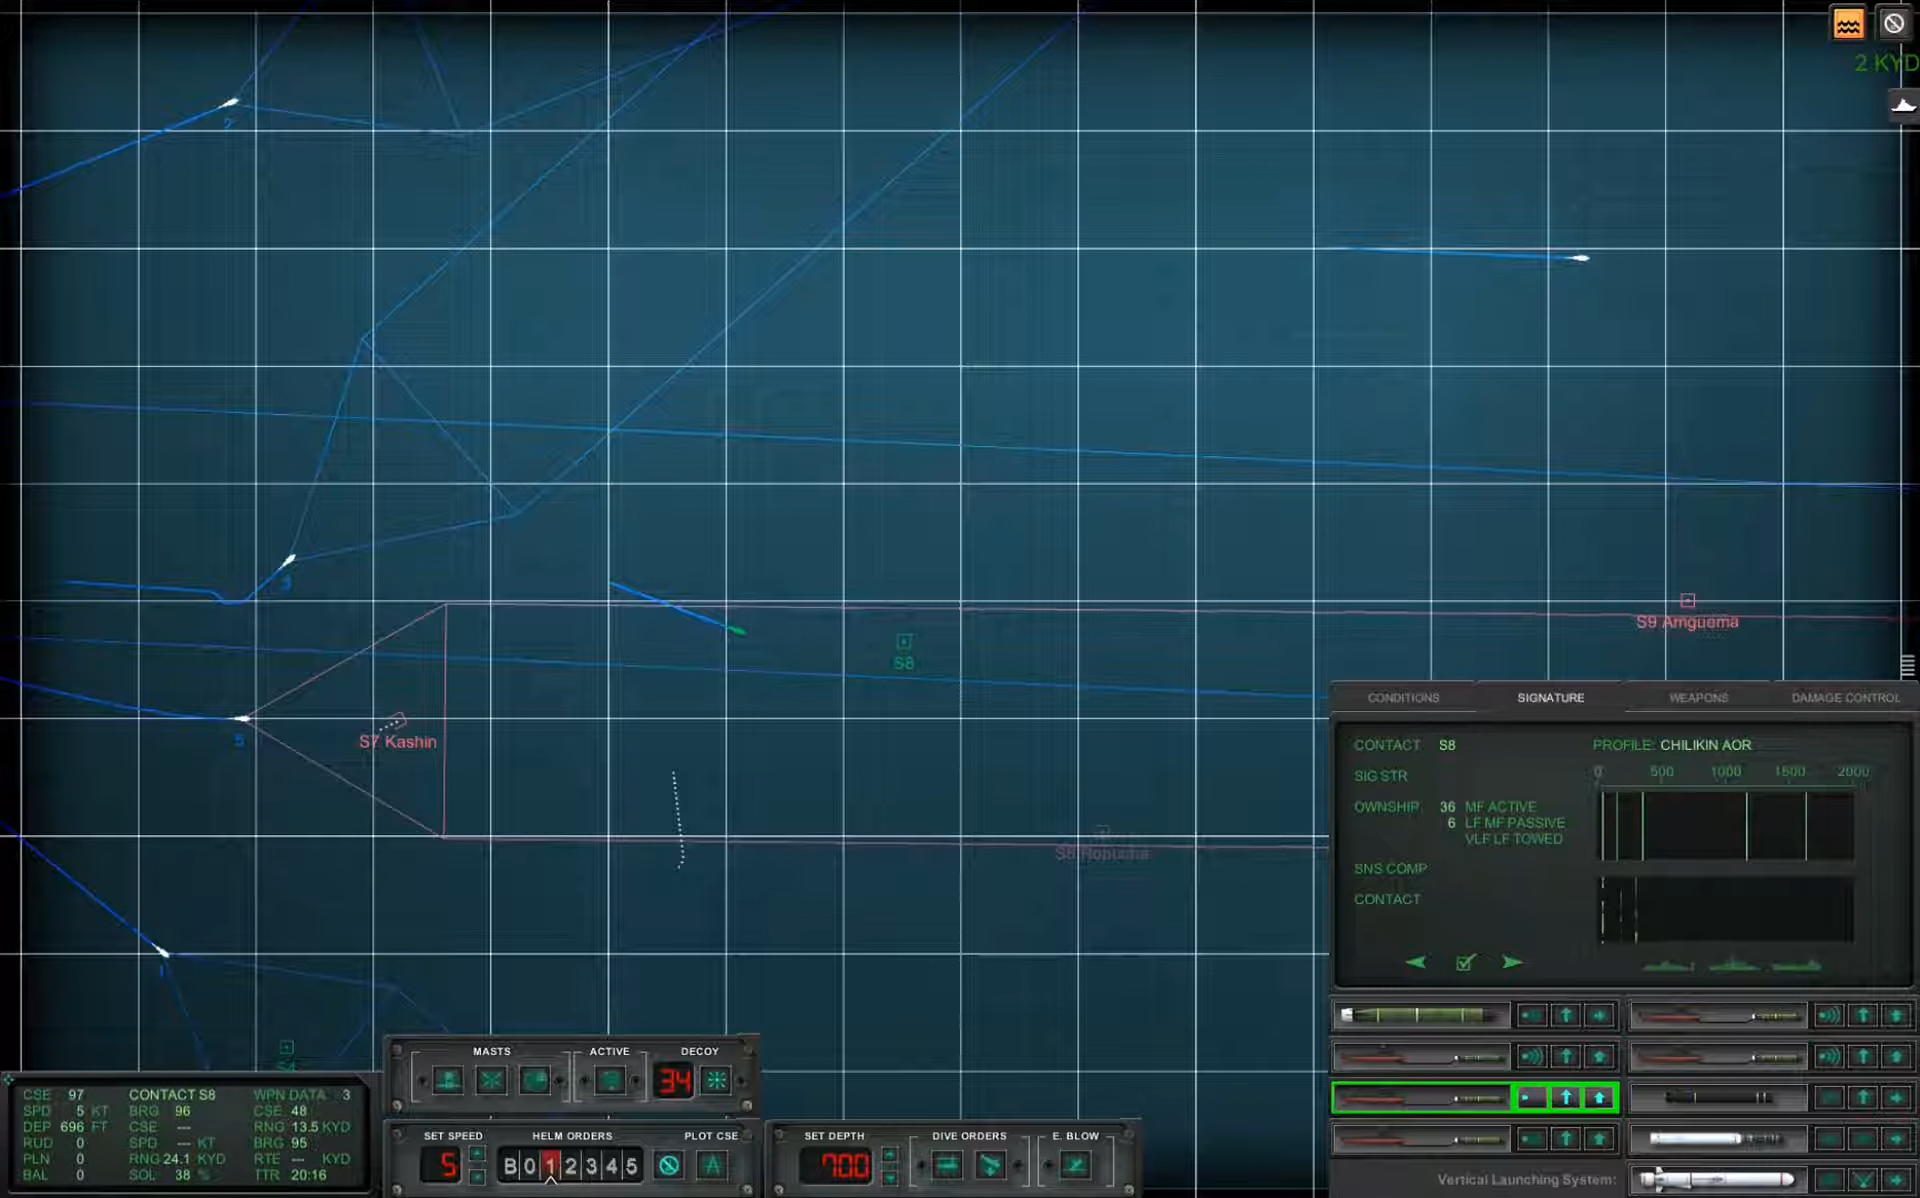 2 KYD
2
3
S9 Amguema
S8
5
S7 Kashin
1
CONDITIONS
SIGNATURE
WEAPONS
DAMAGE CONTROL
CONTACT S8
PROFILE: CHILIKIN AOR
SIG STR
0 500 1000 1500 2000
OWNSHIP 36 MF ACTIVE
6 LF MF PASSIVE
VLF LF TOWED
SNS COMP
CONTACT
Vertical Launching System:
MASTS
ACTIVE
DECOY
34
SET SPEED
HELM ORDERS
PLOT CSE
5
B 0 1 2 3 4 5
SET DEPTH
DIVE ORDERS
E. BLOW
700
CSE 97
SPD 5 KT
DEP 696 FT
RUD 0
PLN 0
BAL 0
CONTACT S8
BRG 96
CSE ---
SPD --- KT
RNG 24.1 KYD
SOL 38 %
WPN DATA 3
CSE 48
RNG 13.5 KYD
BRG 95
RTE --- KYD
TTR 20:16